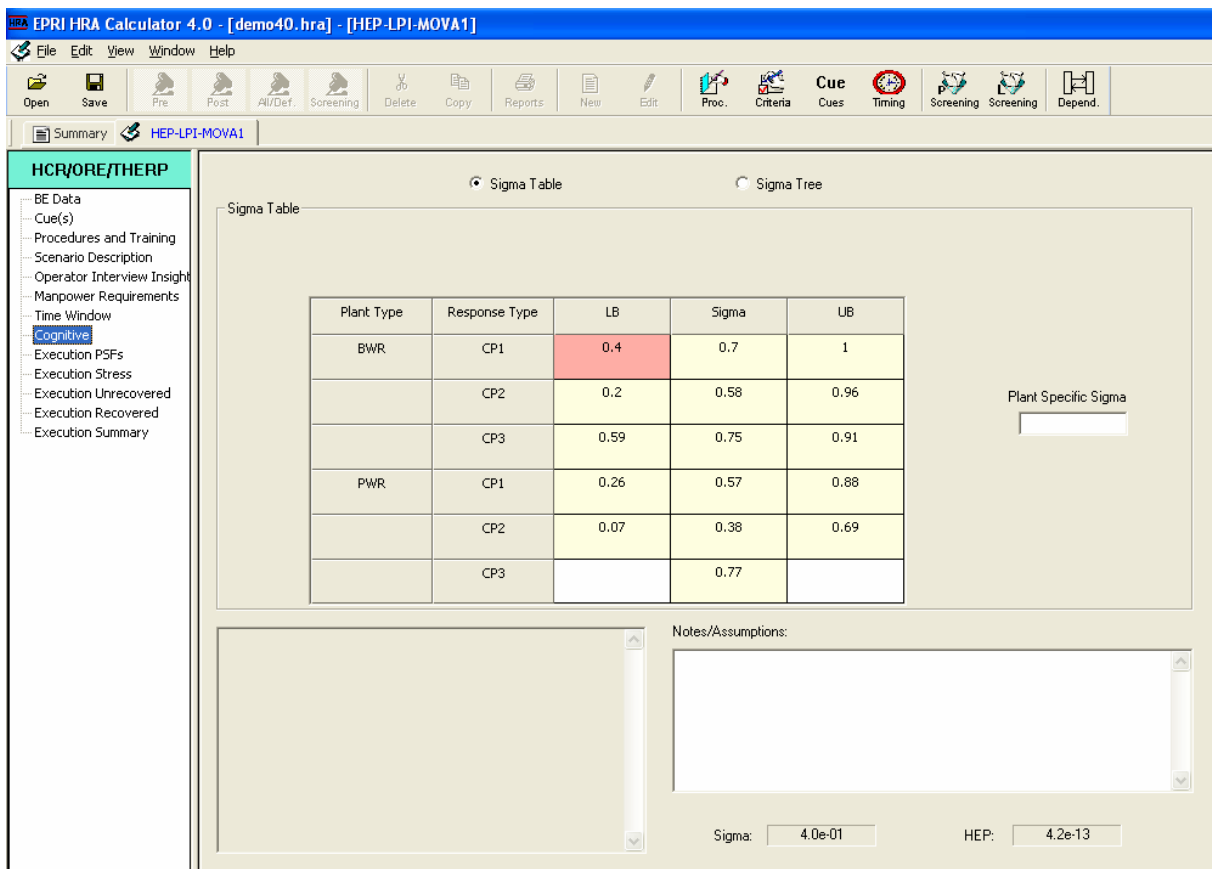 HRA EPRI HRA Calculator 4.0 - [demo40.hra] - [HEP-LPI-MOVA1]
File Edit View Window Help
Open Save Pre Post All/Def. Screening Delete Copy Reports New Edit Proc. Criteria Cue Cues Timing P Screening Screening Depend.
Summary HEP-LPI-MOVA1
HCR/ORE/THERP
BE Data
Cue(s)
Procedures and Training
Scenario Description
Operator Interview Insight
Manpower Requirements
Time Window
Cognitive
Execution PSFs
Execution Stress
Execution Unrecovered
Execution Recovered
Execution Summary
Sigma Table Sigma Tree
Sigma Table
Plant Type Response Type LB Sigma UB
BWR CP1 0.4 0.7 1
CP2 0.2 0.58 0.96
Plant Specific Sigma
CP3 0.59 0.75 0.91
PWR CP1 0.26 0.57 0.88
CP2 0.07 0.38 0.69
CP3 0.77
Notes/Assumptions:
Sigma: 4.0e-01 HEP: 4.2e-13